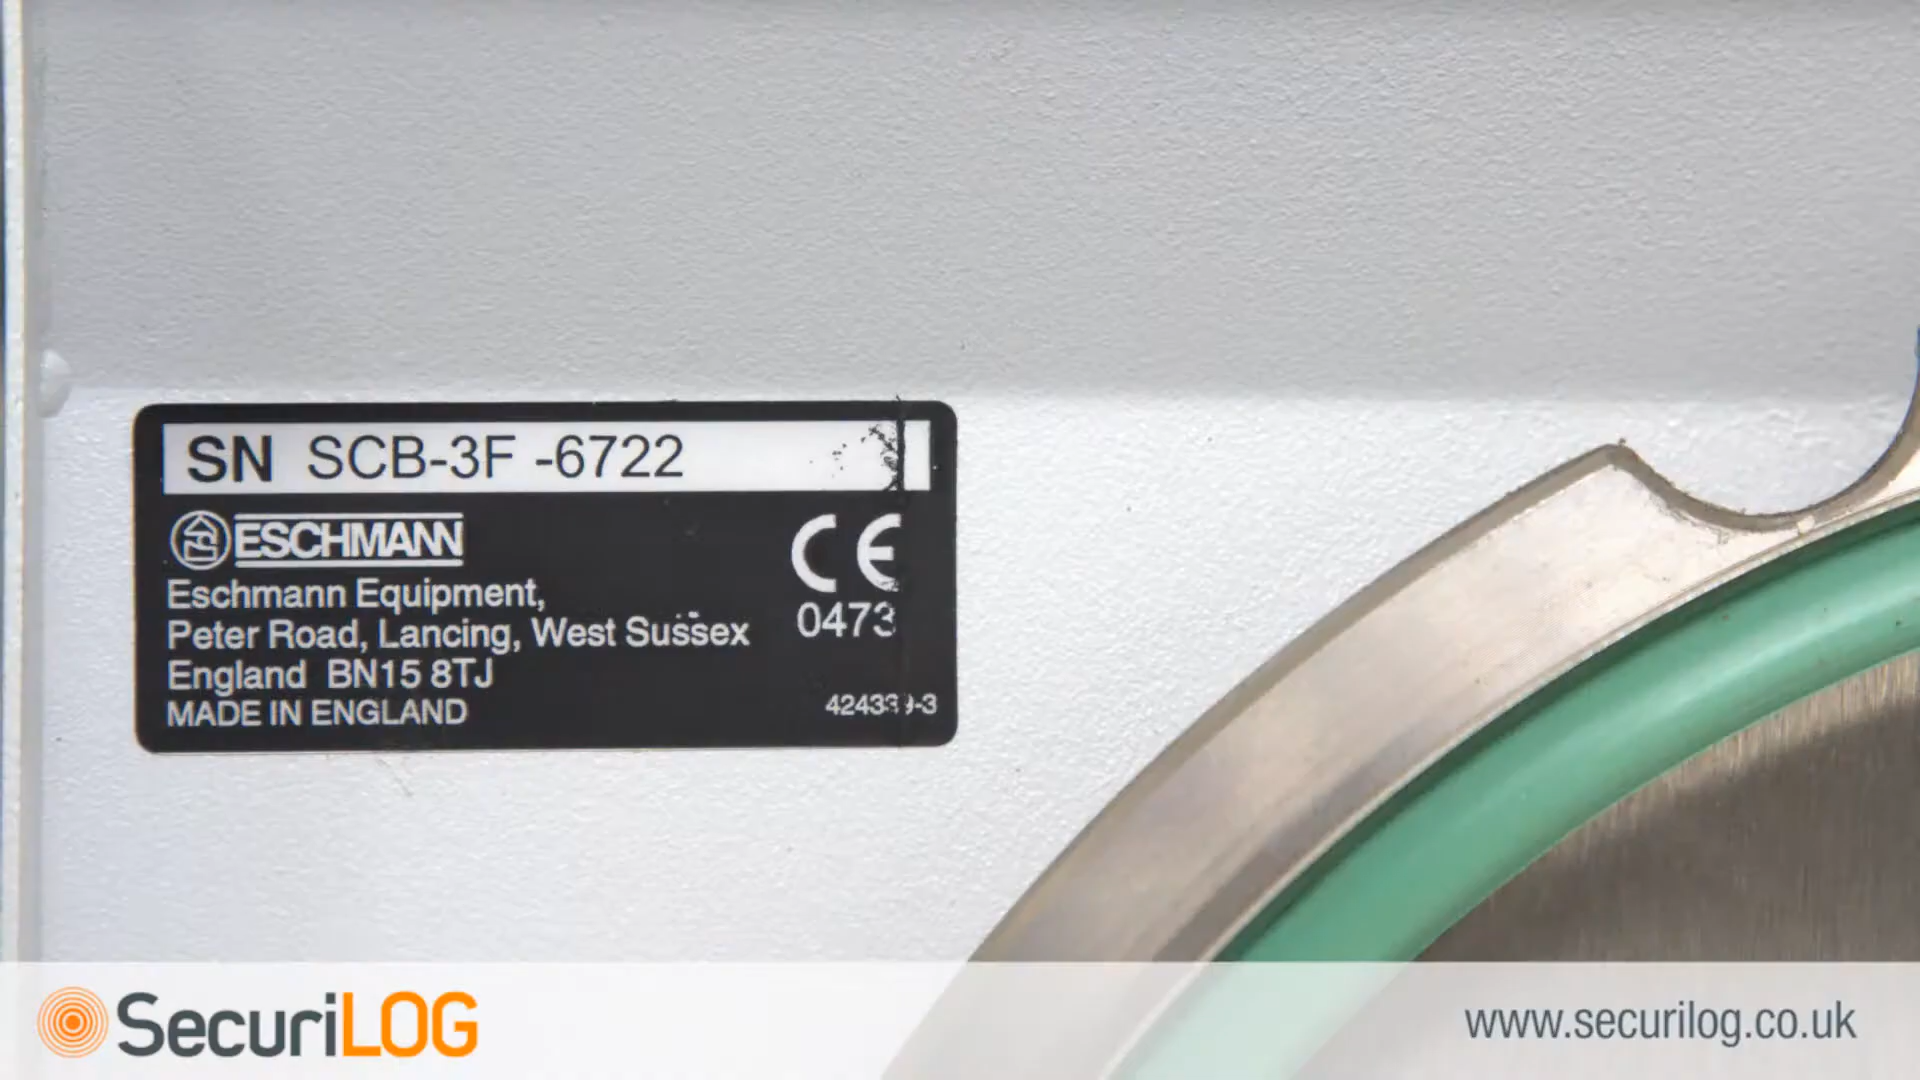 SN SCB-3F -6722
ESCHMANN
CE
0473
Eschmann Equipment,
Peter Road, Lancing, West Sussex
England BN15 8TJ
MADE IN ENGLAND
SecuriLOG
www.securilog.co.uk